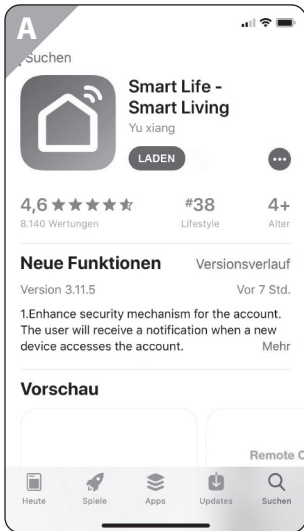 A
Suchen
Smart Life -
Smart Living
Yu xiang
LADEN
4,6 #38 4+
8.140 Wertungen Lifestyle Alter
Neue Funktionen Versionsverlauf
Version 3.11.5 Vor 7 Std.
1.Enhance security mechanism for the account.
The user will receive a notification when a new
device accesses the account. Mehr
Vorschau
Remote
Heute Spiele Apps Updates Suchen